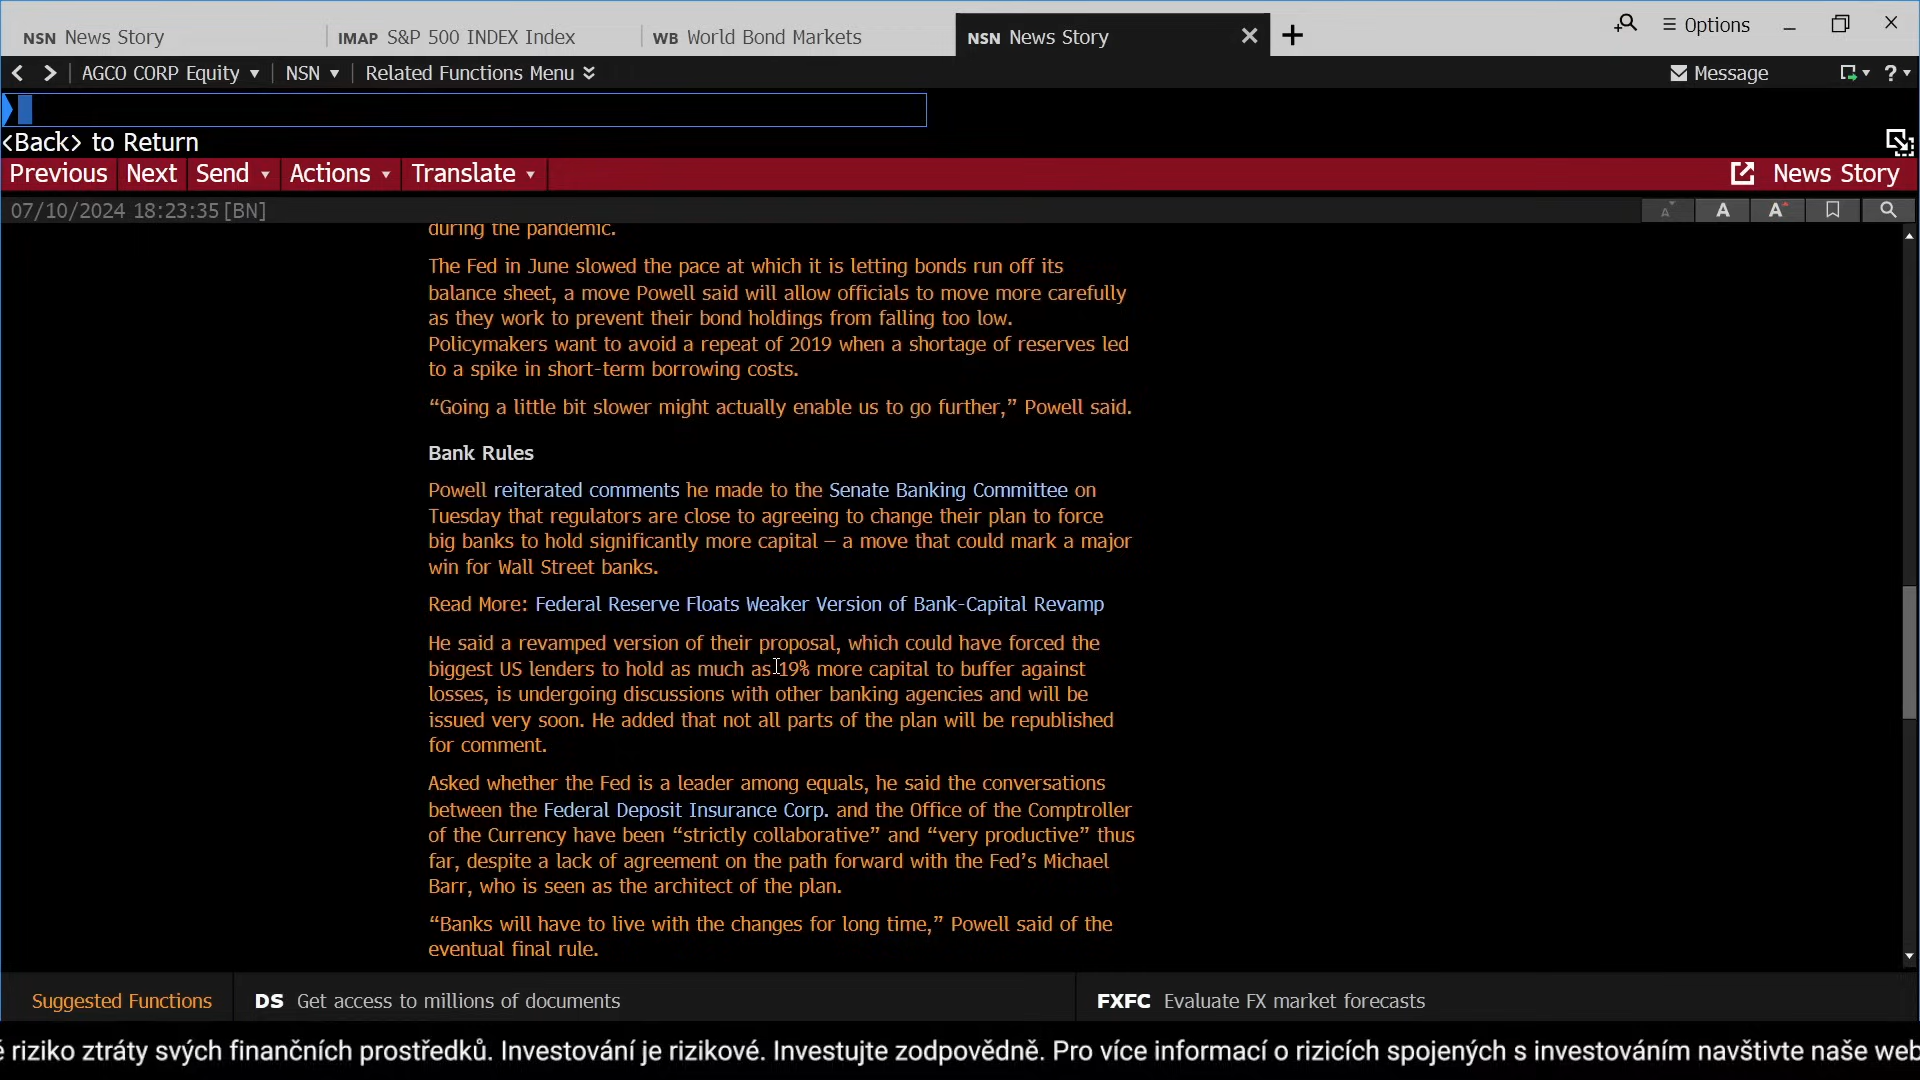 NSN News Story
IMAP S&P 500 INDEX Index
WB World Bond Markets
NSN News Story
Options
AGCO CORP Equity
NSN
Related Functions Menu
Message
?
<Back> to Return
Previous
Next
Send
Actions
Translate
News Story
07/10/2024 18:23:35 [BN]
A
A
A
during the pandemic.
The Fed in June slowed the pace at which it is letting bonds run off its
balance sheet, a move Powell said will allow officials to move more carefully
as they work to prevent their bond holdings from falling too low.
Policymakers want to avoid a repeat of 2019 when a shortage of reserves led
to a spike in short-term borrowing costs.
“Going a little bit slower might actually enable us to go further,” Powell said.
Bank Rules
Powell reiterated comments he made to the Senate Banking Committee on
Tuesday that regulators are close to agreeing to change their plan to force
big banks to hold significantly more capital – a move that could mark a major
win for Wall Street banks.
Read More: Federal Reserve Floats Weaker Version of Bank-Capital Revamp
He said a revamped version of their proposal, which could have forced the
biggest US lenders to hold as much as 19% more capital to buffer against
losses, is undergoing discussions with other banking agencies and will be
issued very soon. He added that not all parts of the plan will be republished
for comment.
Asked whether the Fed is a leader among equals, he said the conversations
between the Federal Deposit Insurance Corp. and the Office of the Comptroller
of the Currency have been “strictly collaborative” and “very productive” thus
far, despite a lack of agreement on the path forward with the Fed’s Michael
Barr, who is seen as the architect of the plan.
“Banks will have to live with the changes for long time,” Powell said of the
eventual final rule.
Suggested Functions
DS Get access to millions of documents
FXFC Evaluate FX market forecasts
é riziko ztráty svých finančních prostředků. Investování je rizikové. Investujte zodpovědně. Pro více informací o rizicích spojených s investováním navštivte naše web